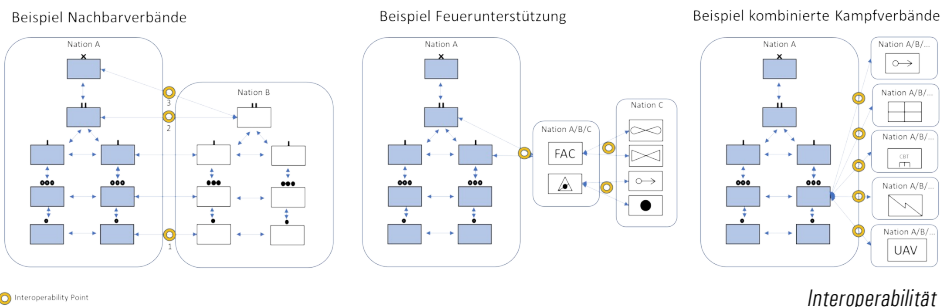 Beispiel Nachbarverbände
Nation A
Nation B
3
2
1
Beispiel Feuerunterstützung
Nation A
Nation A/B/C
FAC
Nation C
Beispiel kombinierte Kampfverbände
Nation A
Nation A/B/...
Nation A/B/...
Nation A/B/...
CBT
Nation A/B/...
Nation A/B/...
UAV
Interoperability Point
Interoperabilität